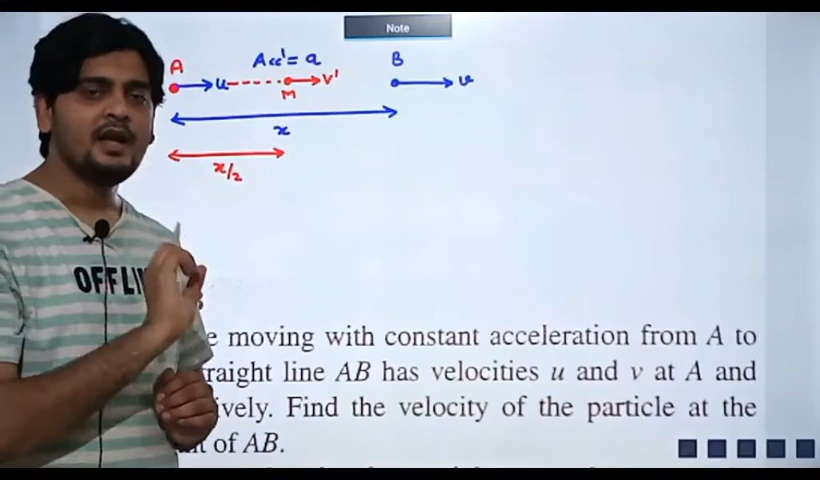 Note
A
Acc' = a
B
u
v'
v
M
x
x/2
OFFLI
e moving with constant acceleration from A to
raight line AB has velocities u and v at A and
ively. Find the velocity of the particle at the
of AB.